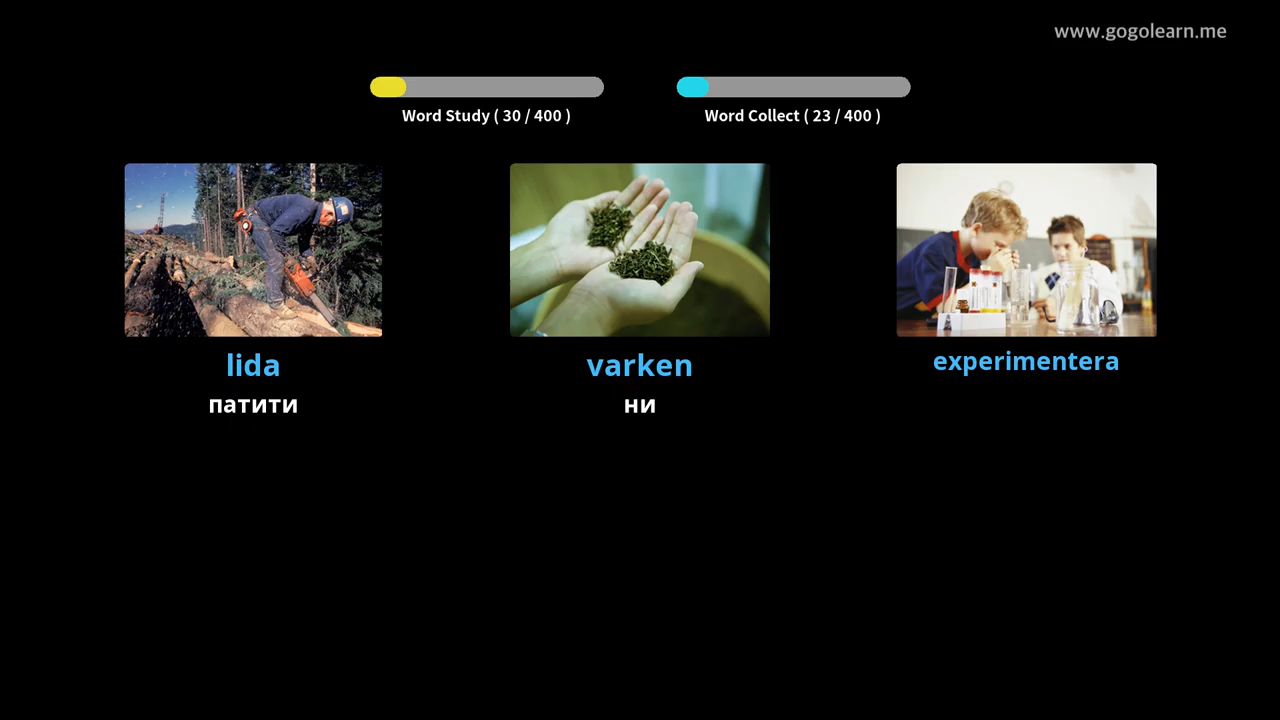 www.gogolearn.me
Word Study ( 30 / 400 )
Word Collect ( 23 / 400 )
lida
varken
experimentera
патити
ни